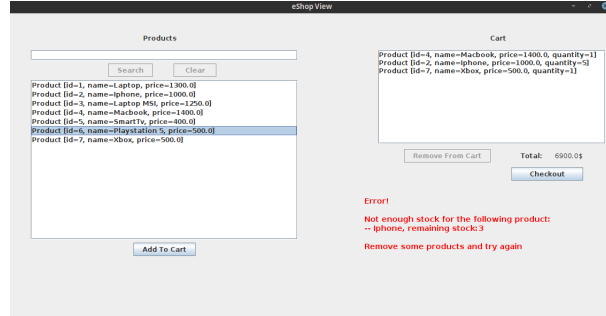 eShop View
Products
Search
Clear
Product [id=1, name=Laptop, price=1300.0]
Product [id=2, name=Iphone, price=1000.0]
Product [id=3, name=Laptop MSI, price=1250.0]
Product [id=4, name=Macbook, price=1400.0]
Product [id=5, name=SmartTv, price=400.0]
Product [id=6, name=Playstation 5, price=500.0]
Product [id=7, name=Xbox, price=500.0]
Add To Cart
Cart
Product [id=4, name=Macbook, price=1400.0, quantity=1]
Product [id=2, name=Iphone, price=1000.0, quantity=5]
Product [id=7, name=Xbox, price=500.0, quantity=1]
Remove From Cart
Total: 6900.0$
Checkout
Error!
Not enough stock for the following product:
-- Iphone, remaining stock:3
Remove some products and try again